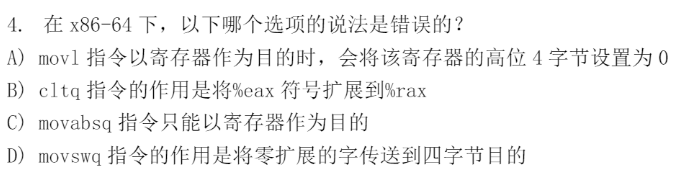 4. 在 x86-64 下，以下哪个选项的说法是错误的？
A) movl 指令以寄存器作为目的时，会将该寄存器的高位 4 字节设置为 0
B) cltq 指令的作用是将%eax 符号扩展到%rax
C) movabsq 指令只能以寄存器作为目的
D) movswq 指令的作用是将零扩展的字传送到四字节目的